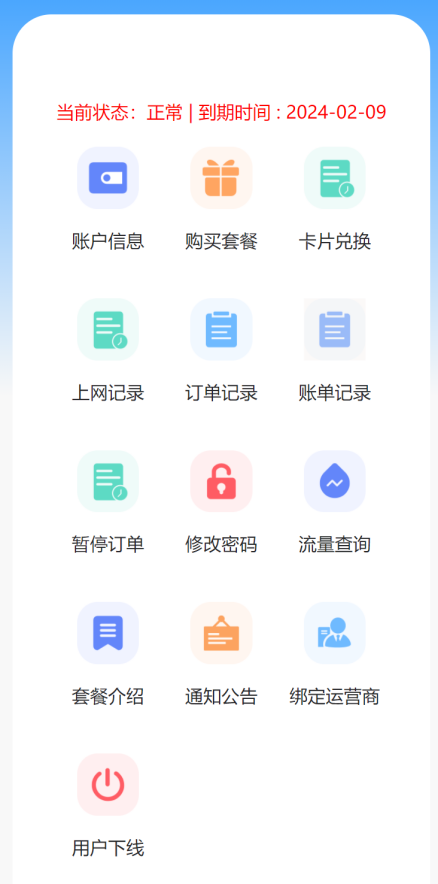 当前状态：正常 | 到期时间 : 2024-02-09
账户信息 购买套餐 卡片兑换
上网记录 订单记录 账单记录
暂停订单 修改密码 流量查询
套餐介绍 通知公告 绑定运营商
用户下线